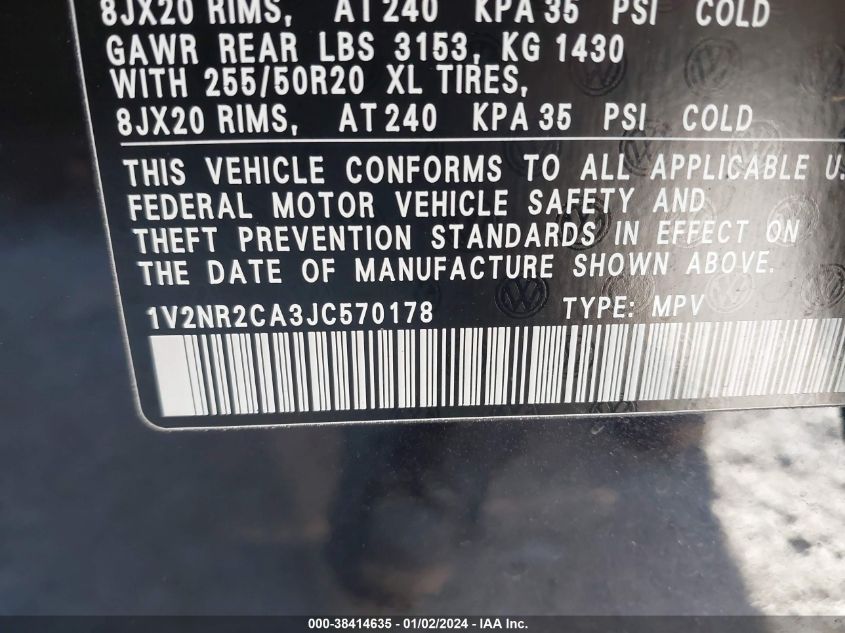 8JX20 RIMS, AT 240 KPA 35 PSI COLD
GAWR REAR LBS 3153, KG 1430
WITH 255/50R20 XL TIRES,
8JX20 RIMS, AT 240 KPA 35 PSI COLD
THIS VEHICLE CONFORMS TO ALL APPLICABLE U.
FEDERAL MOTOR VEHICLE SAFETY AND
THEFT PREVENTION STANDARDS IN EFFECT ON
THE DATE OF MANUFACTURE SHOWN ABOVE.
1V2NR2CA3JC570178 TYPE: MPV
000-38414635 - 01/02/2024 - IAA Inc.